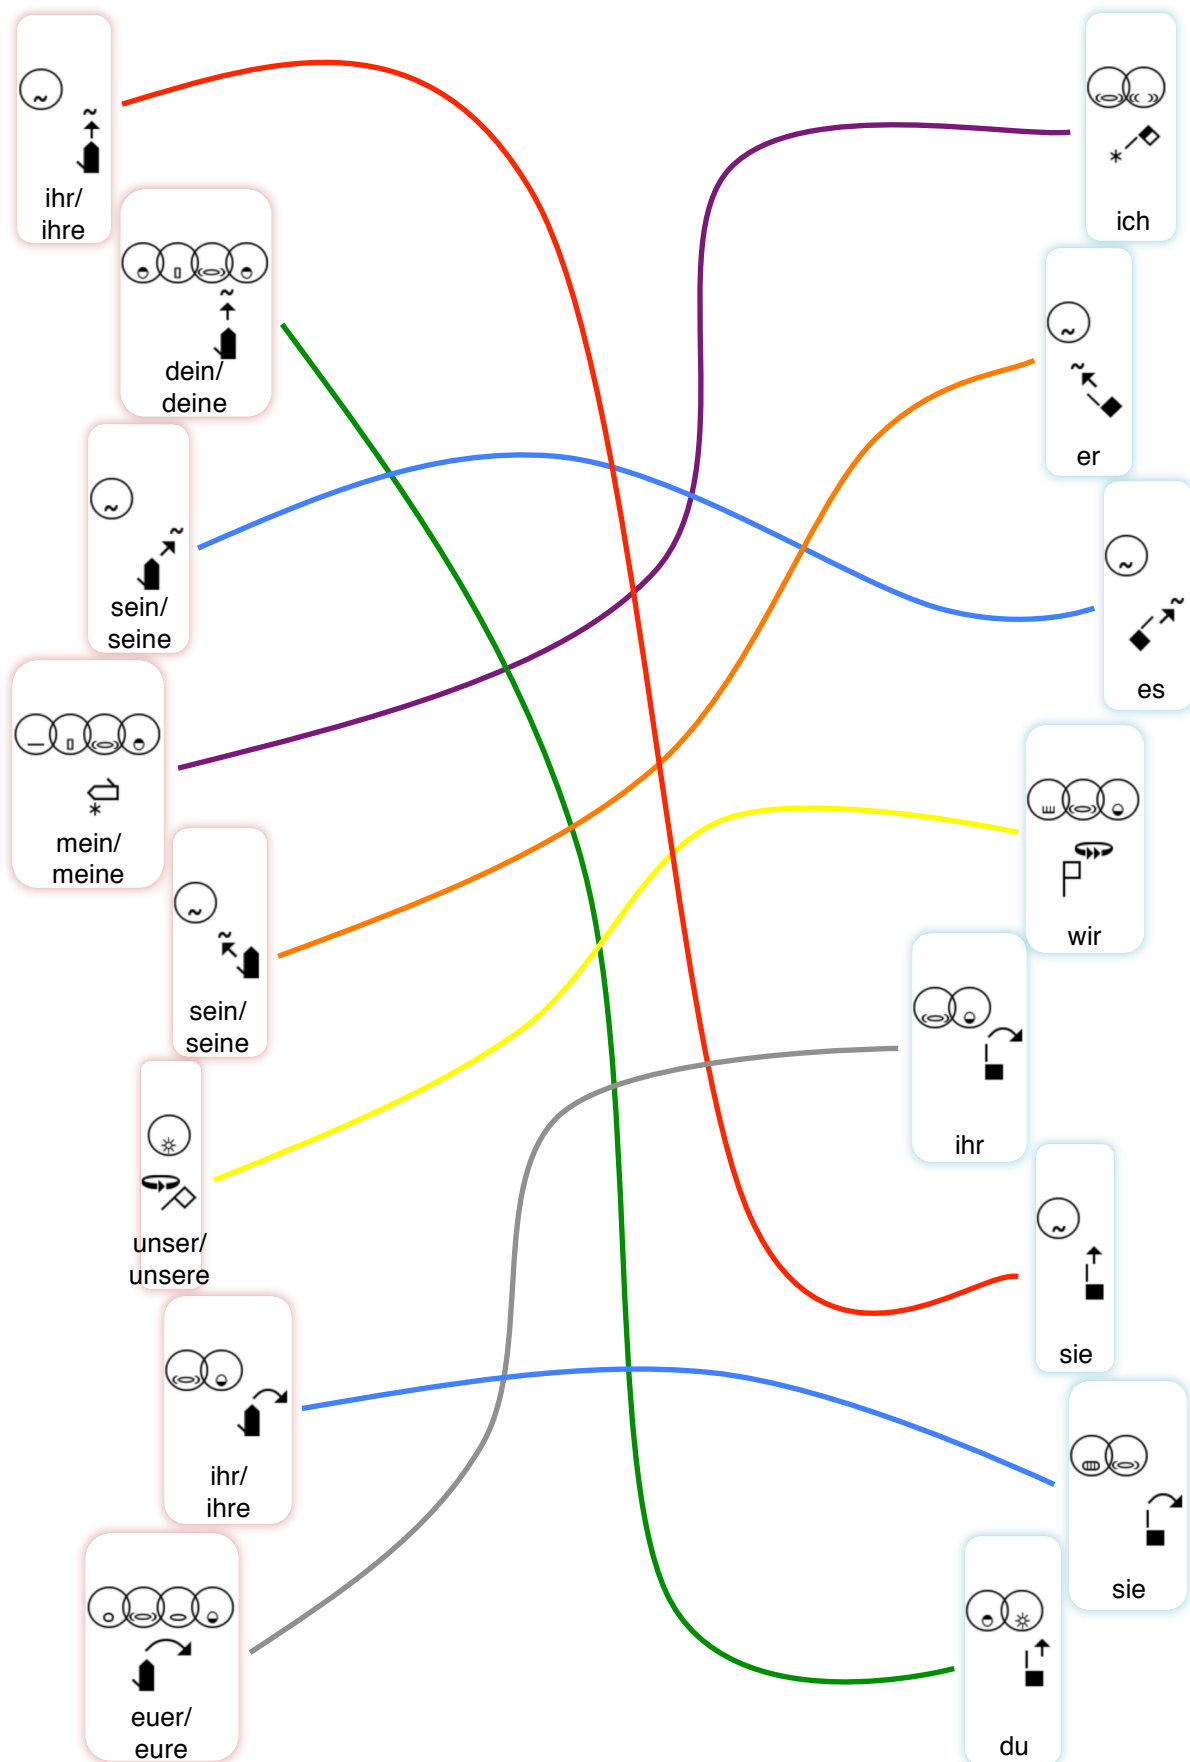 ihr/
ihre
dein/
deine
sein/
seine
mein/
meine
sein/
seine
unser/
unsere
ihr/
ihre
euer/
eure
ich
er
es
wir
ihr
sie
sie
du